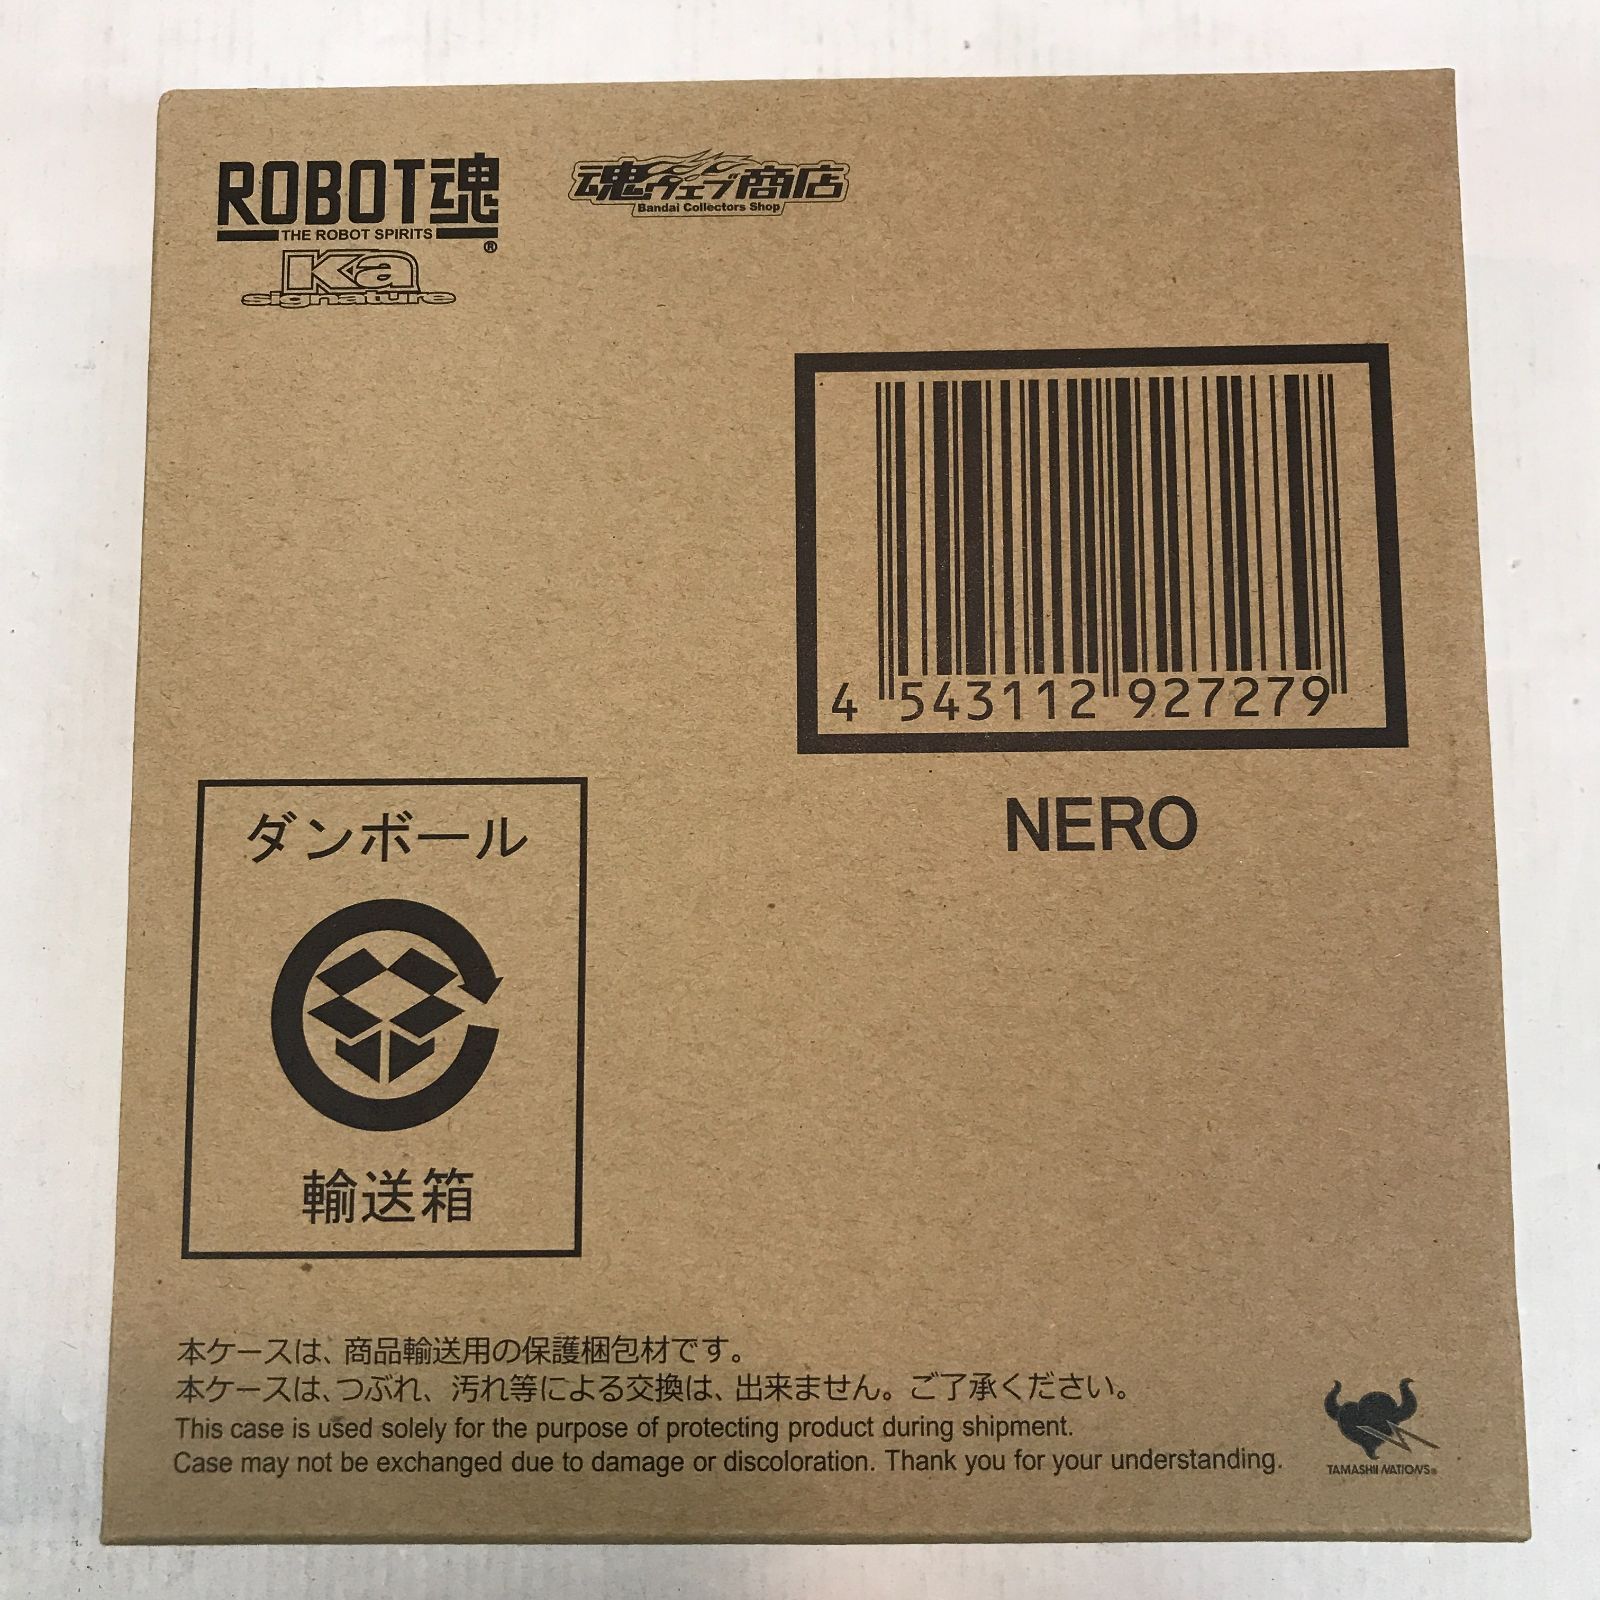 ROBOT魂
THE ROBOT SPIRITS
®
Ka
signature
魂ウェブ商店
Bandai Collectors Shop
4 543112 927279
NERO
ダンボール
輸送箱
本ケースは、商品輸送用の保護梱包材です。
本ケースは、つぶれ、汚れ等による交換は、出来ません。ご了承ください。
This case is used solely for the purpose of protecting product during shipment.
Case may not be exchanged due to damage or discoloration. Thank you for your understanding.
TAMASHII NATIONS®